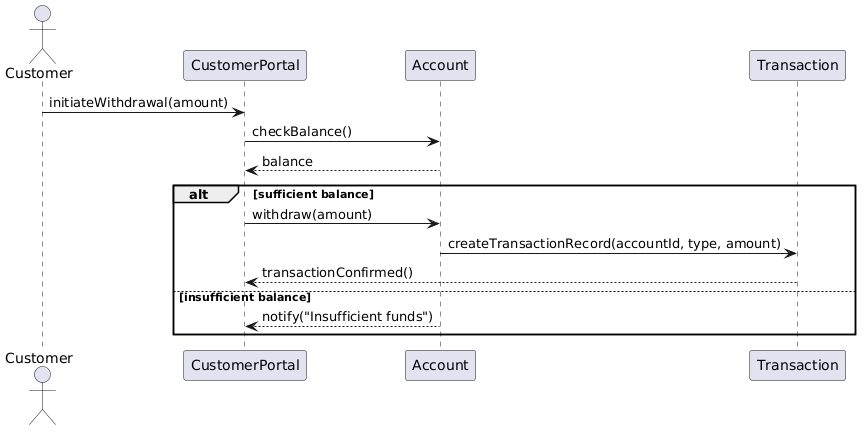 Customer
CustomerPortal
Account
Transaction
initiateWithdrawal(amount)
checkBalance()
balance
alt
[sufficient balance]
withdraw(amount)
createTransactionRecord(accountId, type, amount)
transactionConfirmed()
[insufficient balance]
notify("Insufficient funds")
Customer
CustomerPortal
Account
Transaction